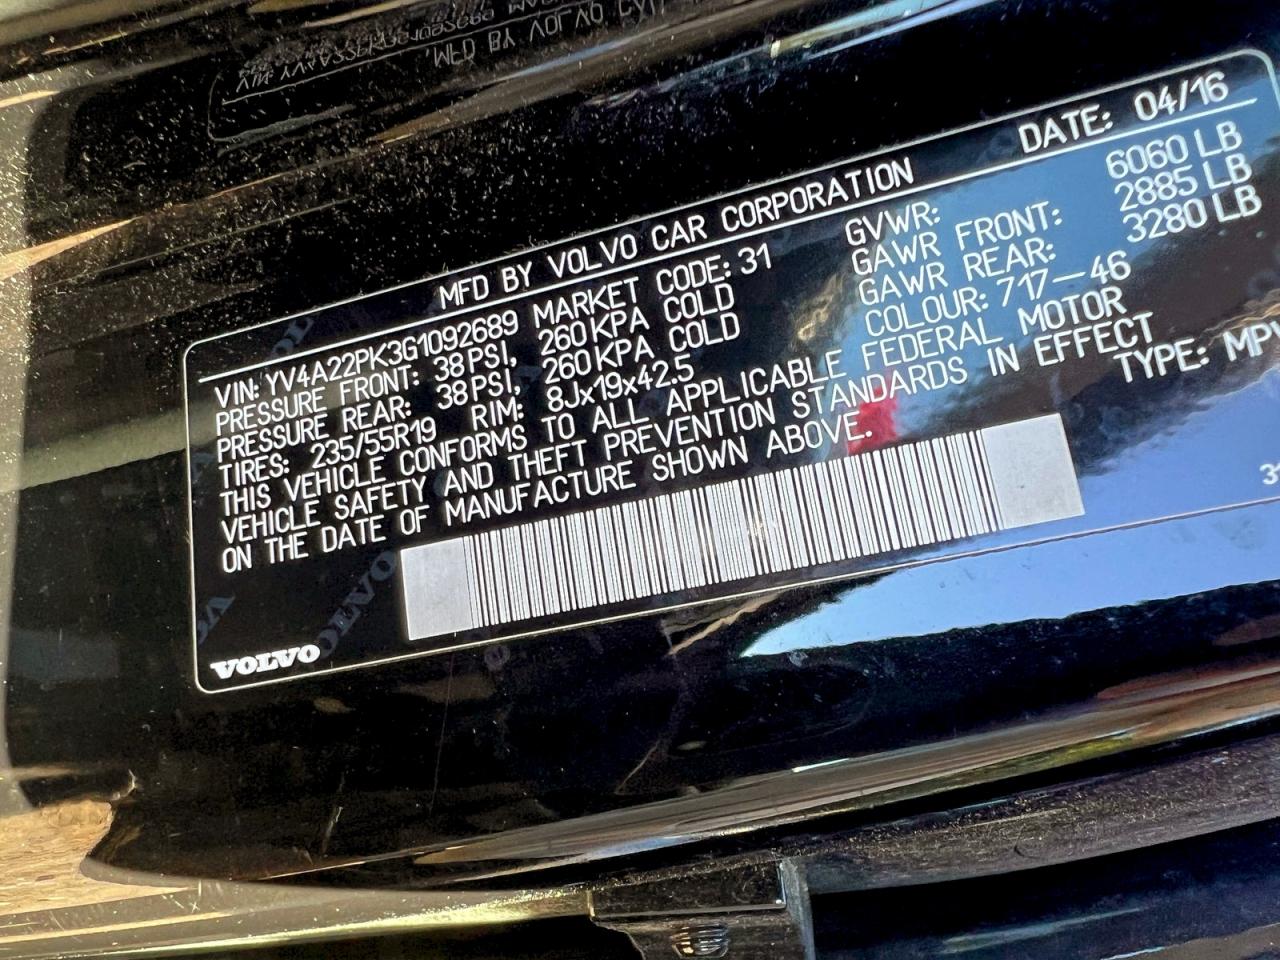 MFD BY VOLVO CAR CORPORATION DATE: 04/16
VIN: YV4A22PK3G1092689 MARKET CODE: 31 GVWR: 6060 LB
PRESSURE FRONT: 38 PSI, 260 KPA COLD GAWR FRONT: 2885 LB
PRESSURE REAR: 38 PSI, 260 KPA COLD GAWR REAR: 3280 LB
TIRES: 235/55R19 RIM: 8Jx19x42.5 COLOUR: 717-46
THIS VEHICLE CONFORMS TO ALL APPLICABLE FEDERAL MOTOR
VEHICLE SAFETY AND THEFT PREVENTION STANDARDS IN EFFECT
ON THE DATE OF MANUFACTURE SHOWN ABOVE. TYPE: MPV
VOLVO